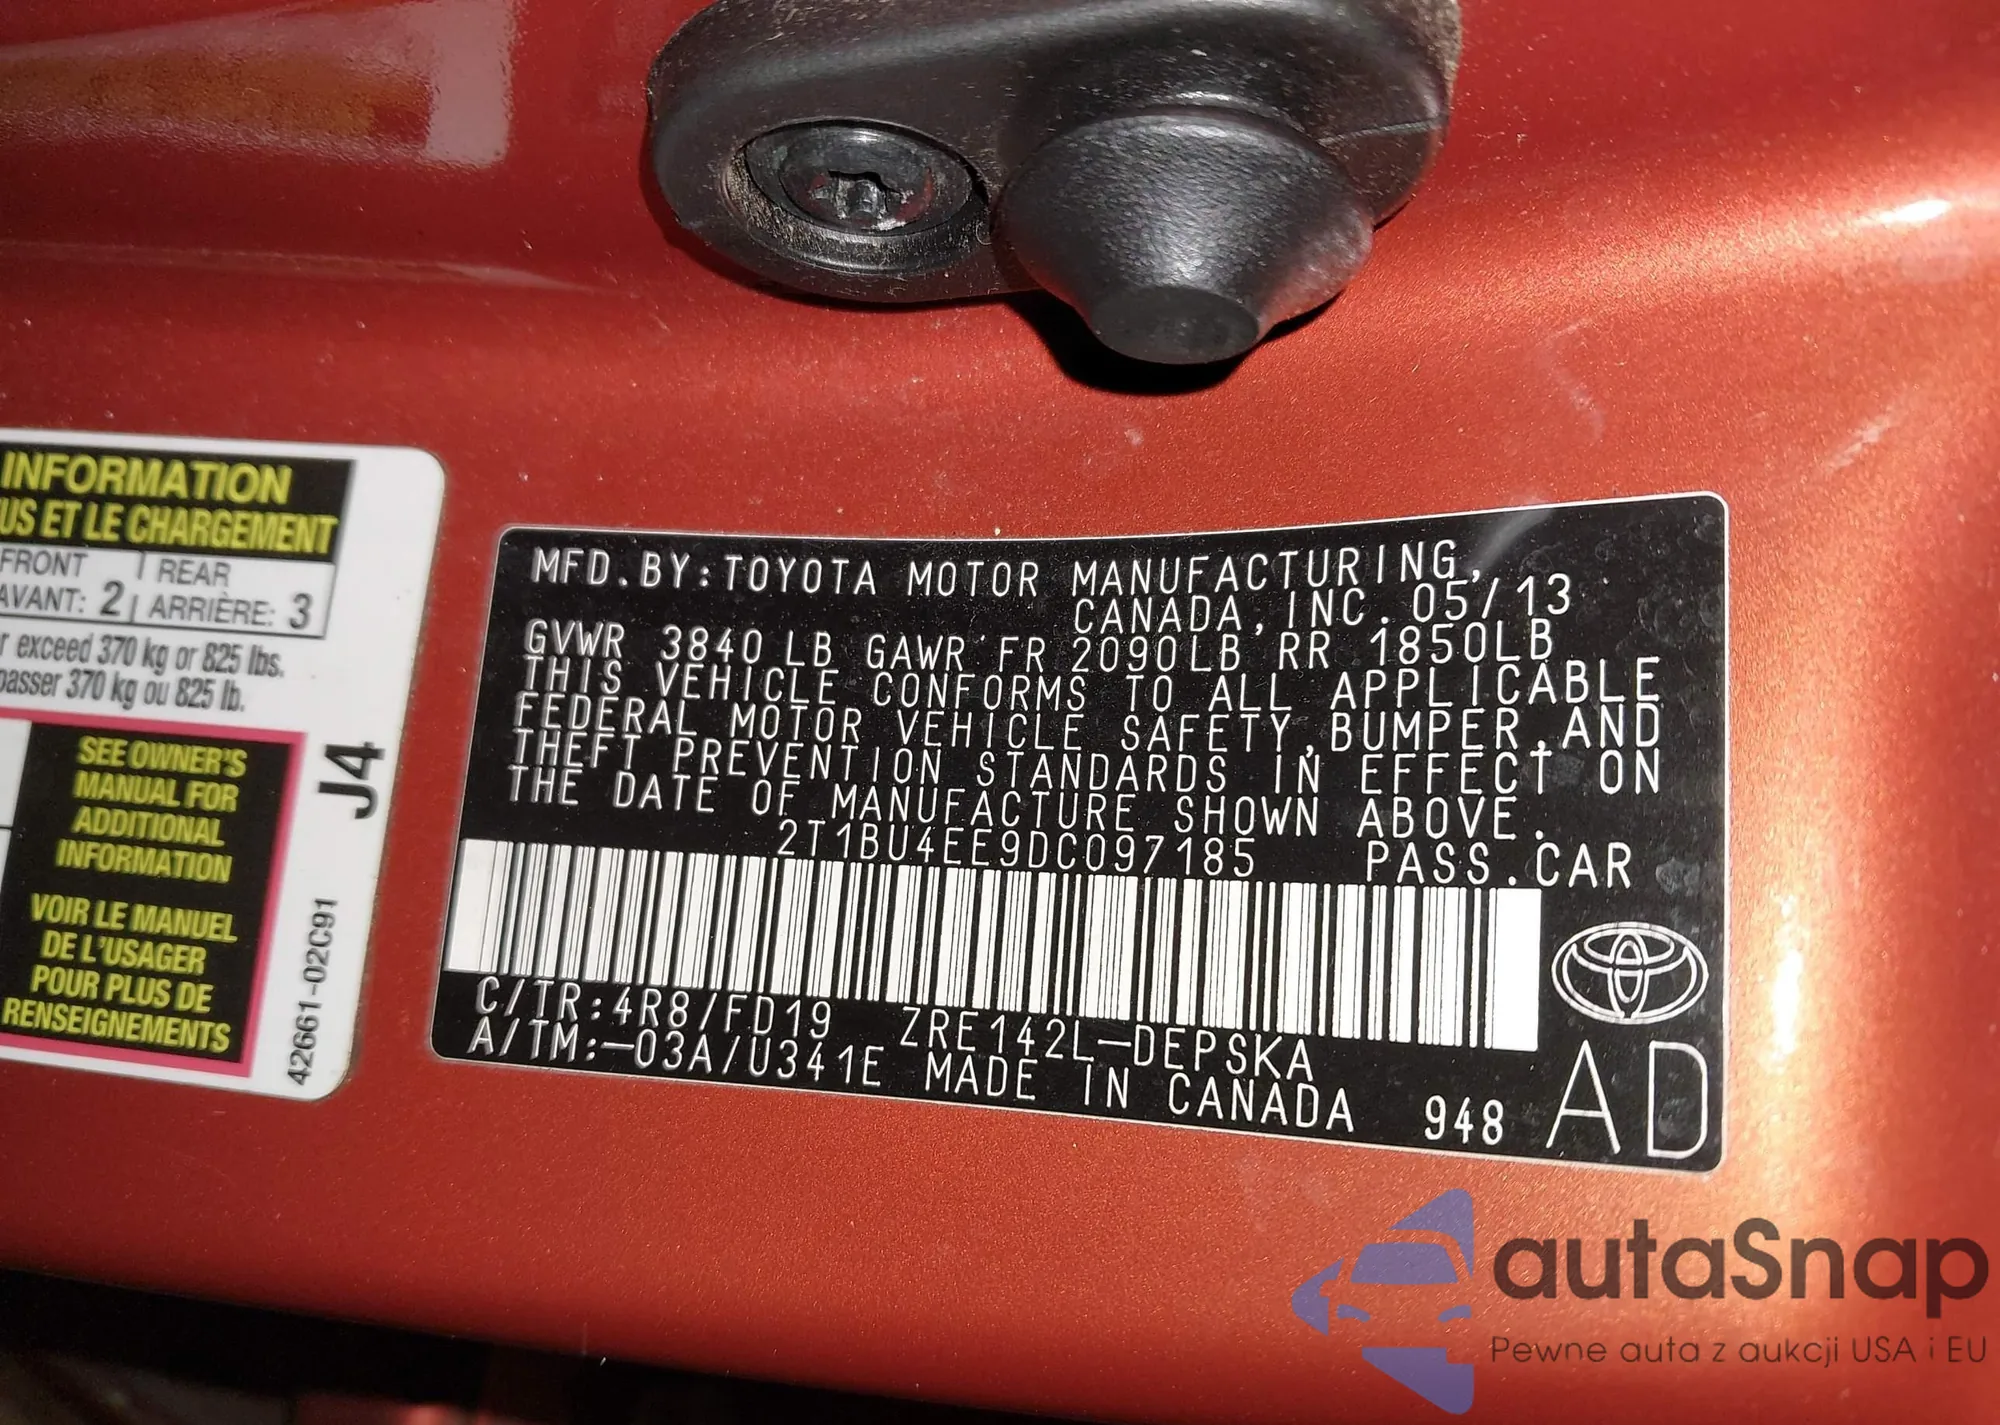 INFORMATION
US ET LE CHARGEMENT
FRONT
AVANT: 2
REAR
ARRIÈRE: 3
r exceed 370 kg or 825 lbs.
passer 370 kg ou 825 lb.
SEE OWNER'S
MANUAL FOR
ADDITIONAL
INFORMATION
VOIR LE MANUEL
DE L'USAGER
POUR PLUS DE
RENSEIGNEMENTS
J4
42661-02C91
MFD.BY:TOYOTA MOTOR MANUFACTURING,
CANADA,INC. 05/13
GVWR 3840 LB GAWR FR 2090LB RR 1850LB
THIS VEHICLE CONFORMS TO ALL APPLICABLE
FEDERAL MOTOR VEHICLE SAFETY,BUMPER,AND
THEFT PREVENTION STANDARDS IN EFFECT ON
THE DATE OF MANUFACTURE SHOWN ABOVE.
2T1BU4EE9DC097185 PASS.CAR
C/TR:4R8/FD19 ZRE142L-DEPSKA
A/TM:-03A/U341E MADE IN CANADA 948
AD
autaSnap
Pewne auta z aukcji USA i EU